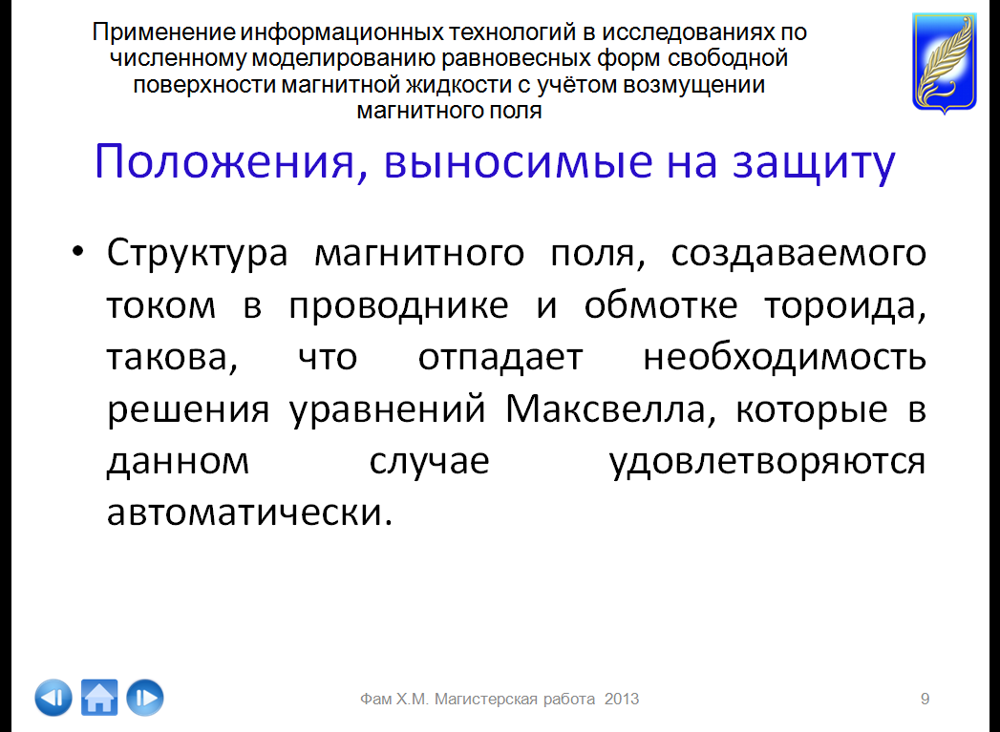 Применение информационных технологий в исследованиях по
численному моделированию равновесных форм свободной
поверхности магнитной жидкости с учётом возмущении
магнитного поля
Положения, выносимые на защиту
• Структура магнитного поля, создаваемого
током в проводнике и обмотке тороида,
такова, что отпадает необходимость
решения уравнений Максвелла, которые в
данном случае удовлетворяются
автоматически.
Фам Х.М. Магистерская работа 2013
9